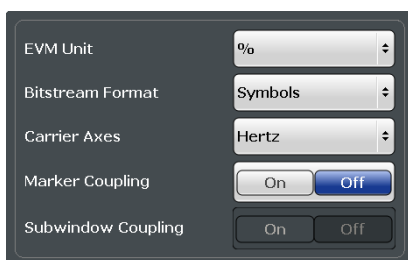 EVM Unit %
Bitstream Format Symbols
Carrier Axes Hertz
Marker Coupling On Off
Subwindow Coupling On Off